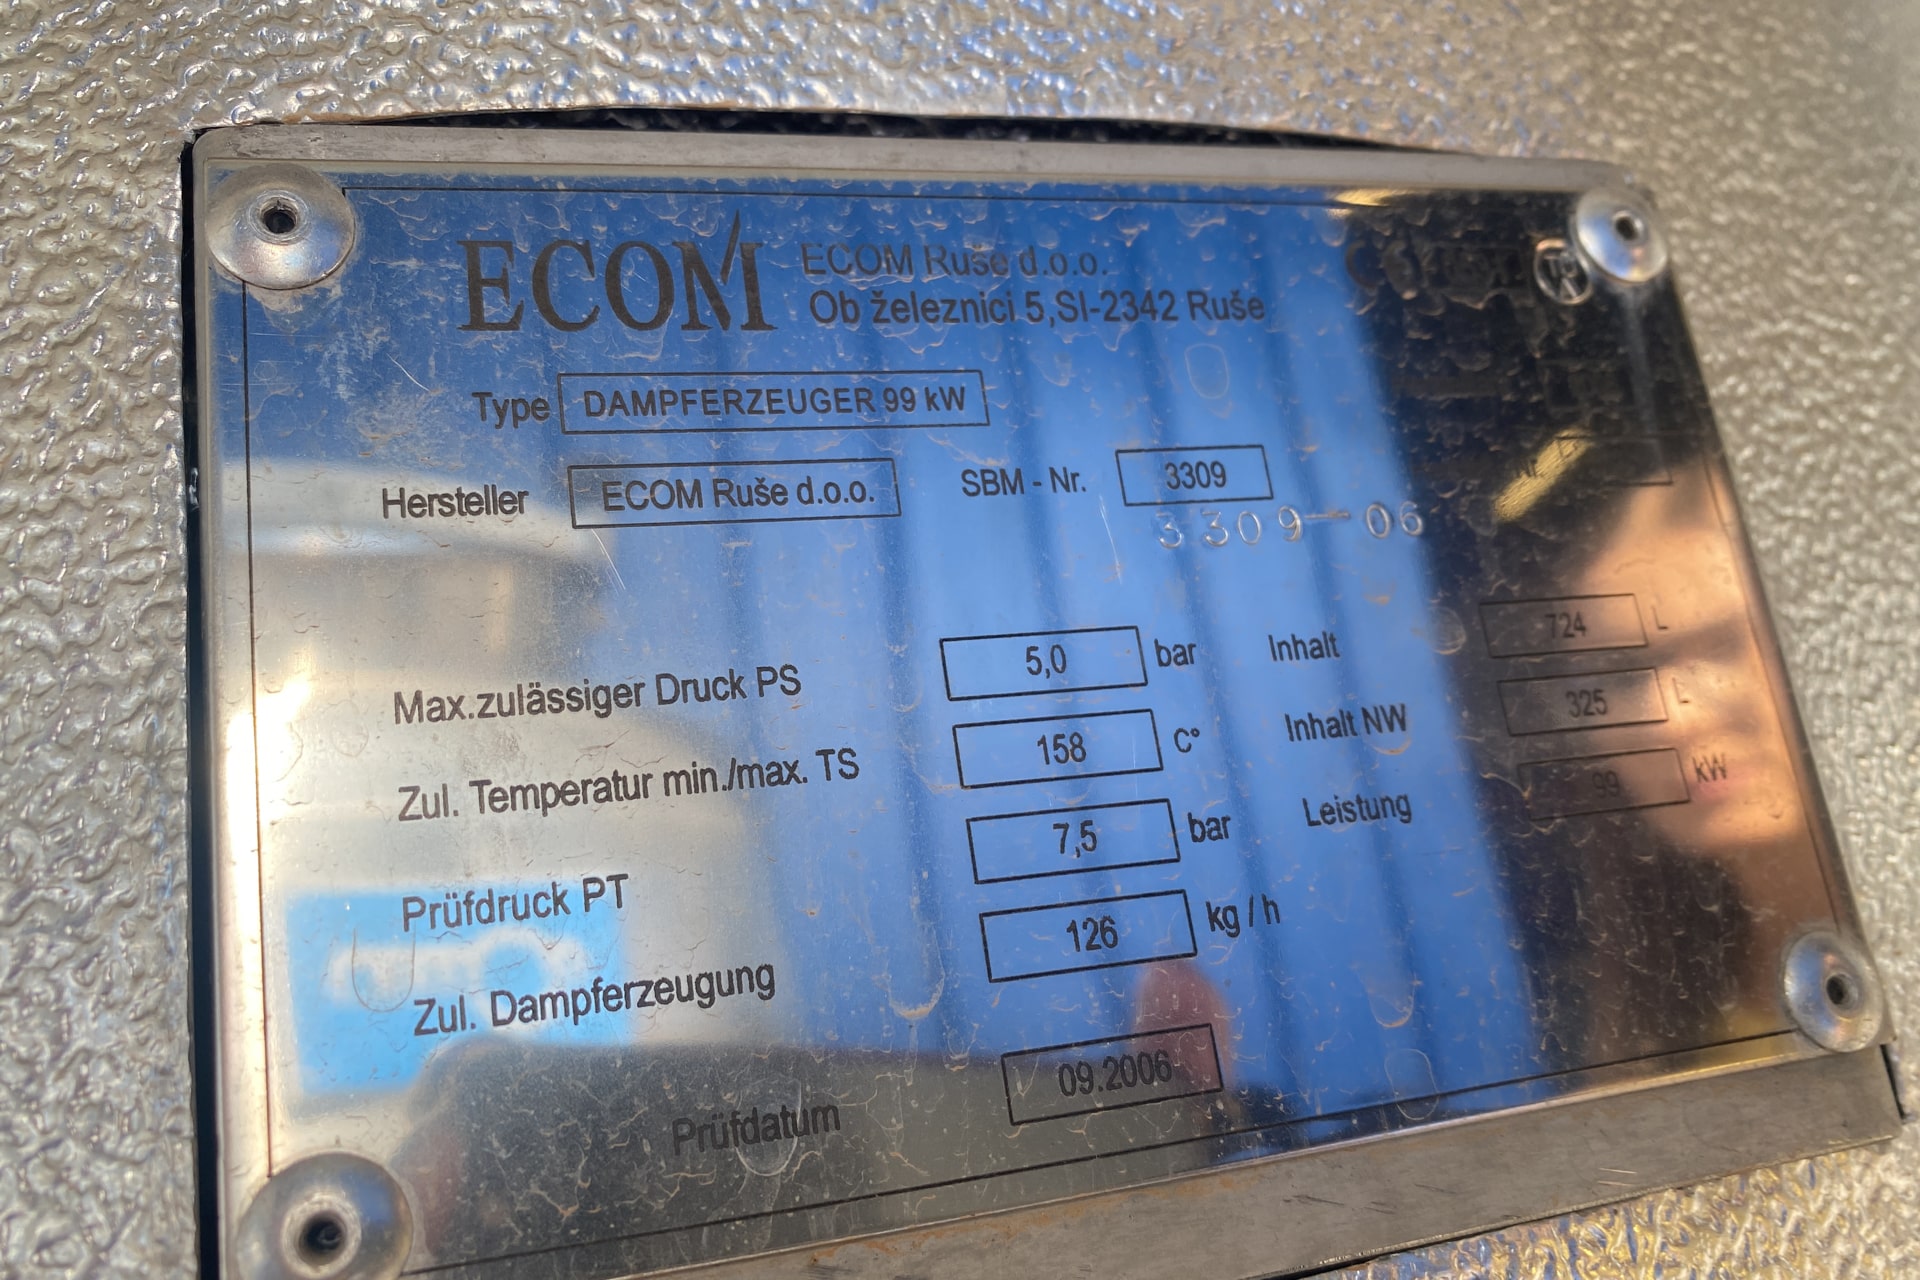 ECOM
ECOM Ruše d.o.o.
Ob železnici 5,SI-2342 Ruše
Type DAMPFERZEUGER 99 kW
Hersteller ECOM Ruše d.o.o. SBM - Nr. 3309
3309-06
Max.zulässiger Druck PS 5,0 bar Inhalt 724 L
Zul. Temperatur min./max. TS 158 C° Inhalt NW 325 L
Prüfdruck PT 7,5 bar Leistung 99 kW
Zul. Dampferzeugung 126 kg / h
Prüfdatum 09.2006